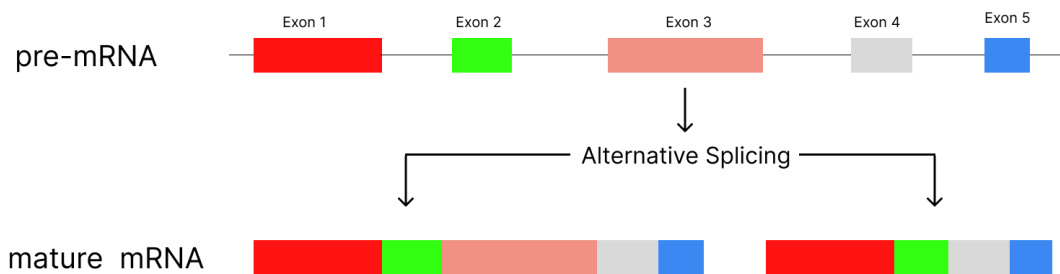 Exon 1
Exon 2
Exon 3
Exon 4
Exon 5
pre-mRNA
Alternative Splicing
mature mRNA